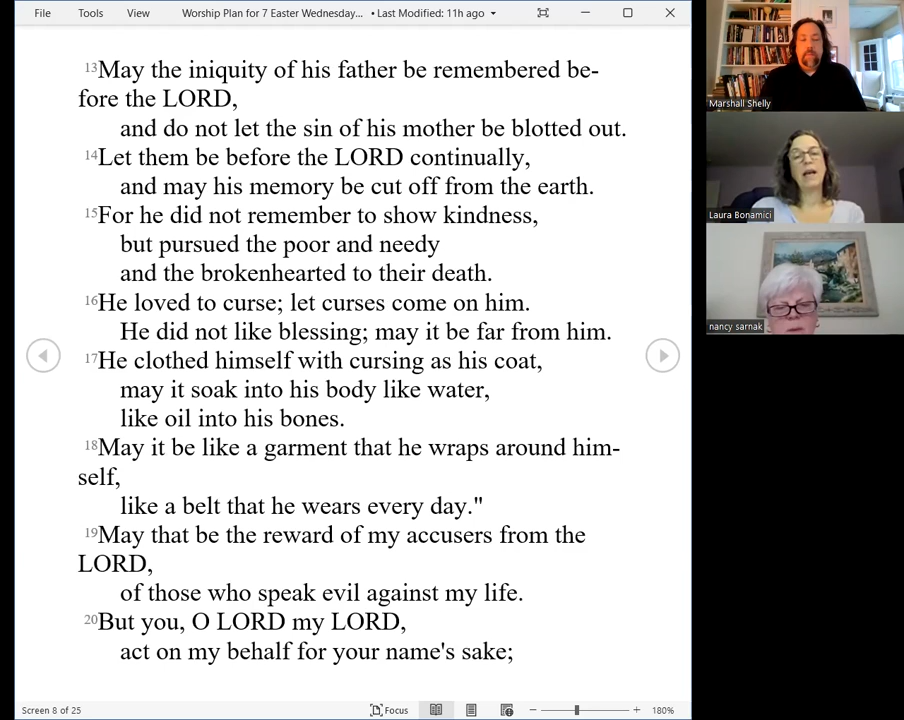 File
View
Worship Plan for 7 Easter Wednesday... • Last Modified: 11h ago
13May the iniquity of his father be remembered be-
fore the LORD,
and do not let the sin of his mother be blotted out.
14Let them be before the LORD continually,
and may his memory be cut off from the earth.
15For he did not remember to show kindness,
but pursued the poor and needy
and the brokenhearted to their death.
16He loved to curse; let curses come on him.
He did not like blessing; may it be far from him.
17He clothed himself with cursing as his coat,
may it soak into his body like water,
like oil into his bones.
18May it be like a garment that he wraps around him-
self,
like a belt that he wears every day."
19May that be the reward of my accusers from the
LORD,
of those who speak evil against my life.
20But you, O LORD my LORD,
act on my behalf for your name's sake;
Screen 8 of 25
Focus
180%
Marshall Shelly
Laura Bonamici
nancy sarnak